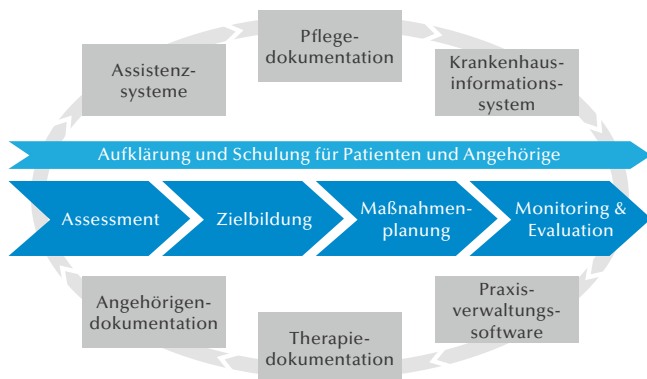 Pflege-
dokumentation
Assistenz-
systeme
Krankenhaus-
informations-
system
Aufklärung und Schulung für Patienten und Angehörige
Assessment
Zielbildung
Maßnahmen-
planung
Monitoring &
Evaluation
Angehörigen-
dokumentation
Therapie-
dokumentation
Praxis-
verwaltungs-
software